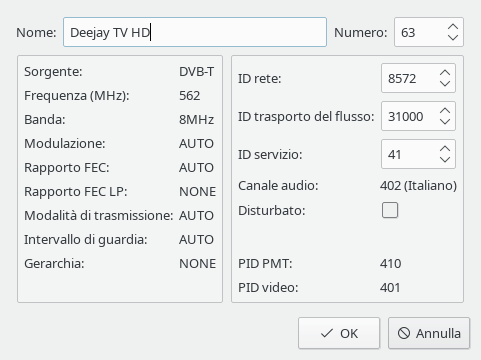 Nome: Deejay TV HD Numero: 63
Sorgente: DVB-T
Frequenza (MHz): 562
Banda: 8MHz
Modulazione: AUTO
Rapporto FEC: AUTO
Rapporto FEC LP: NONE
Modalità di trasmissione: AUTO
Intervallo di guardia: AUTO
Gerarchia: NONE
ID rete: 8572
ID trasporto del flusso: 31000
ID servizio: 41
Canale audio: 402 (Italiano)
Disturbato:
PID PMT: 410
PID video: 401
OK Annulla